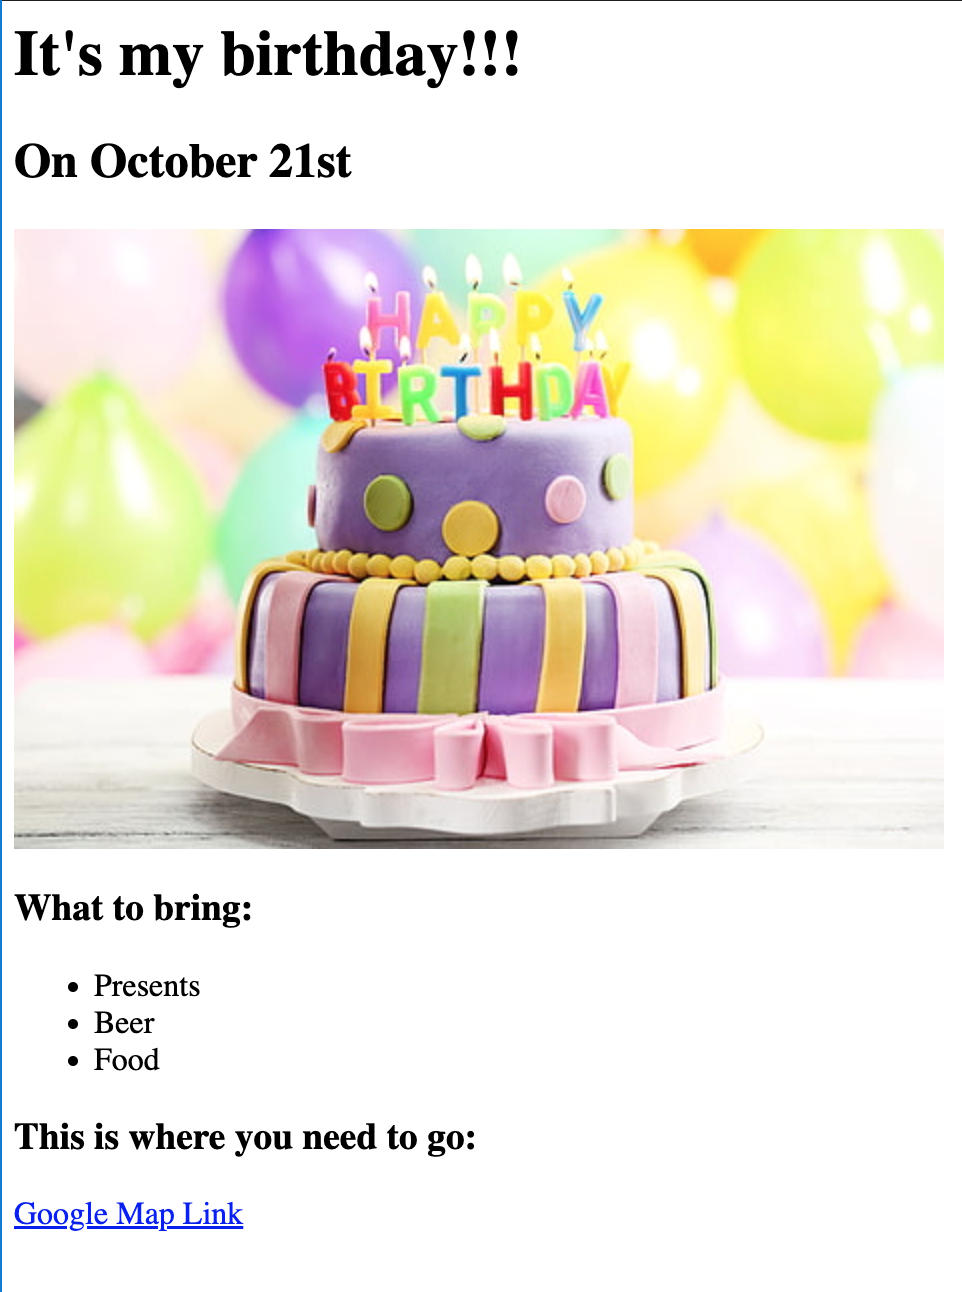 It's my birthday!!!
On October 21st
HAPPY
BIRTHDAY
What to bring:
Presents
Beer
Food
This is where you need to go:
Google Map Link